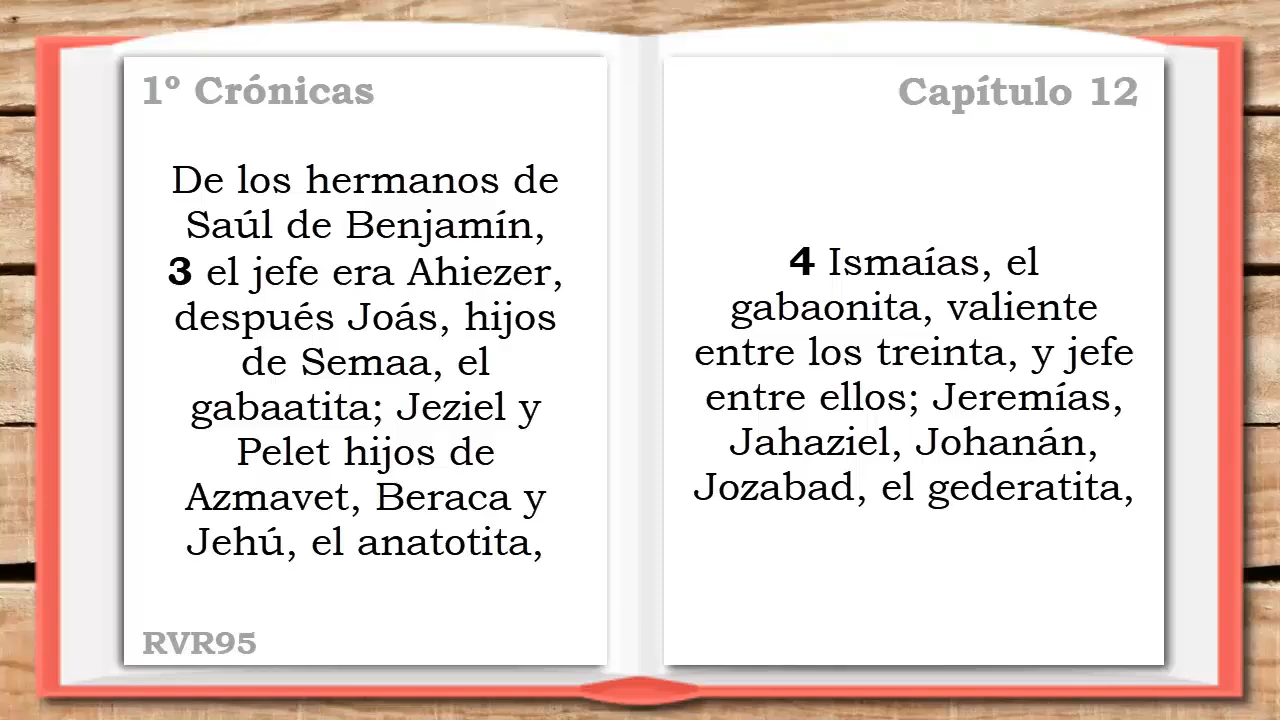 1º Crónicas
De los hermanos de
Saúl de Benjamín,
3 el jefe era Ahiezer,
después Joás, hijos
de Semaa, el
gabaatita; Jeziel y
Pelet hijos de
Azmavet, Beraca y
Jehú, el anatotita,
RVR95
Capítulo 12
4 Ismaías, el
gabaonita, valiente
entre los treinta, y jefe
entre ellos; Jeremías,
Jahaziel, Johanán,
Jozabad, el gederatita,